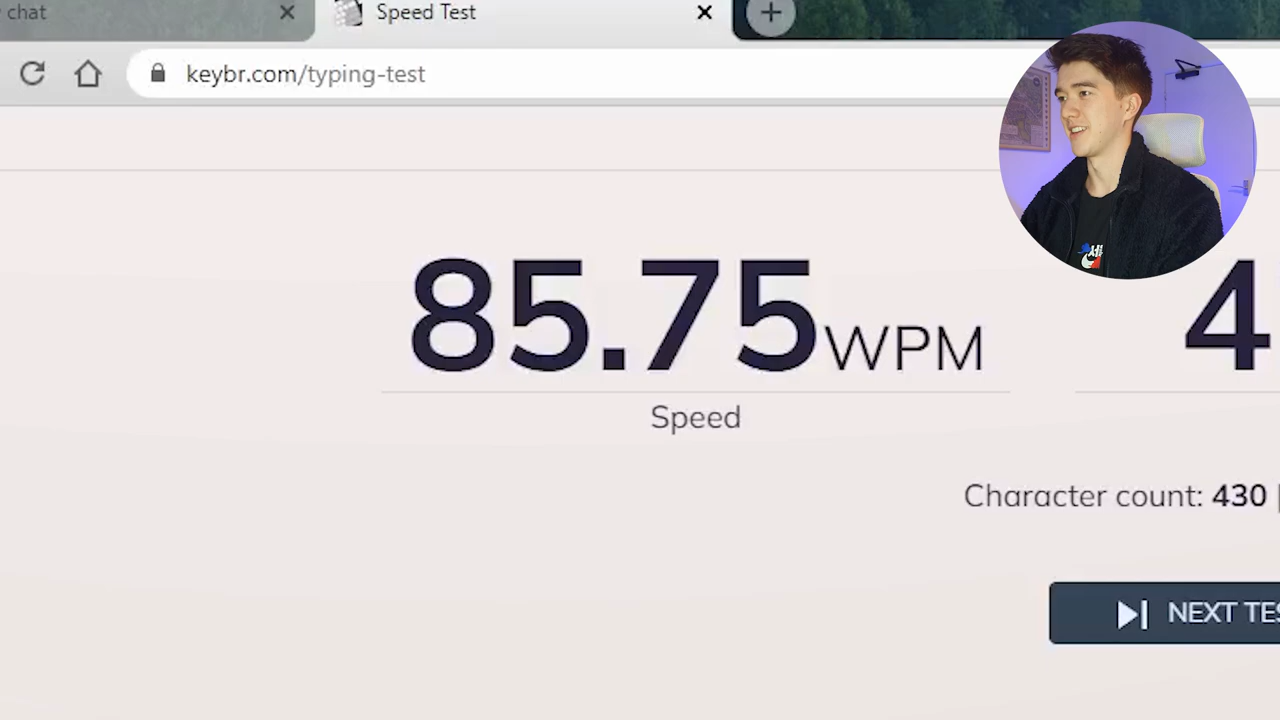 chat
Speed Test
keybr.com/typing-test
85.75WPM
4
Speed
Character count: 430
NEXT TES